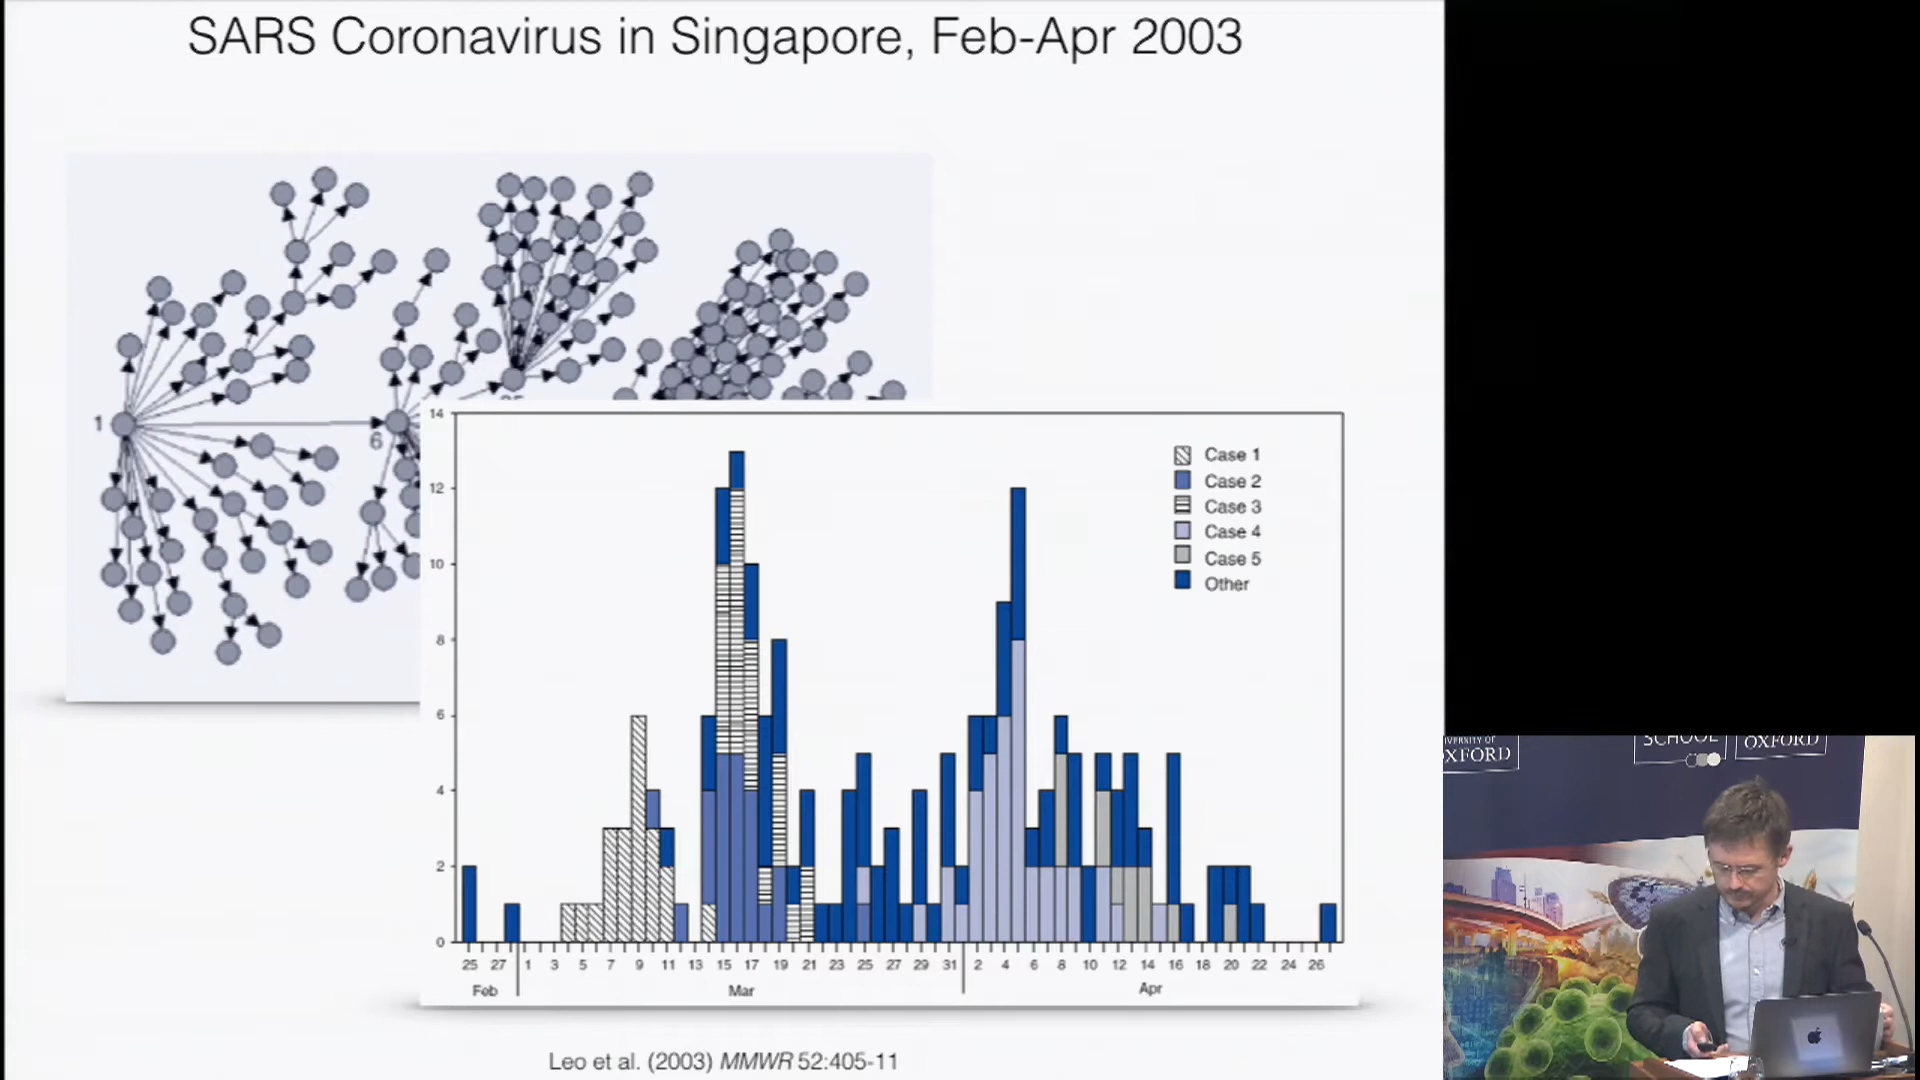 SARS Coronavirus in Singapore, Feb-Apr 2003
1
6
14
12
10
8
6
4
2
0
Case 1
Case 2
Case 3
Case 4
Case 5
Other
25 27 1 3 5 7 9 11 13 15 17 19 21 23 25 27 29 31 2 4 6 8 10 12 14 16 18 20 22 24 26
Feb Mar Apr
Leo et al. (2003) MMWR 52:405-11
IVERSITY OF
OXFORD
SCHOOL
OXFORD